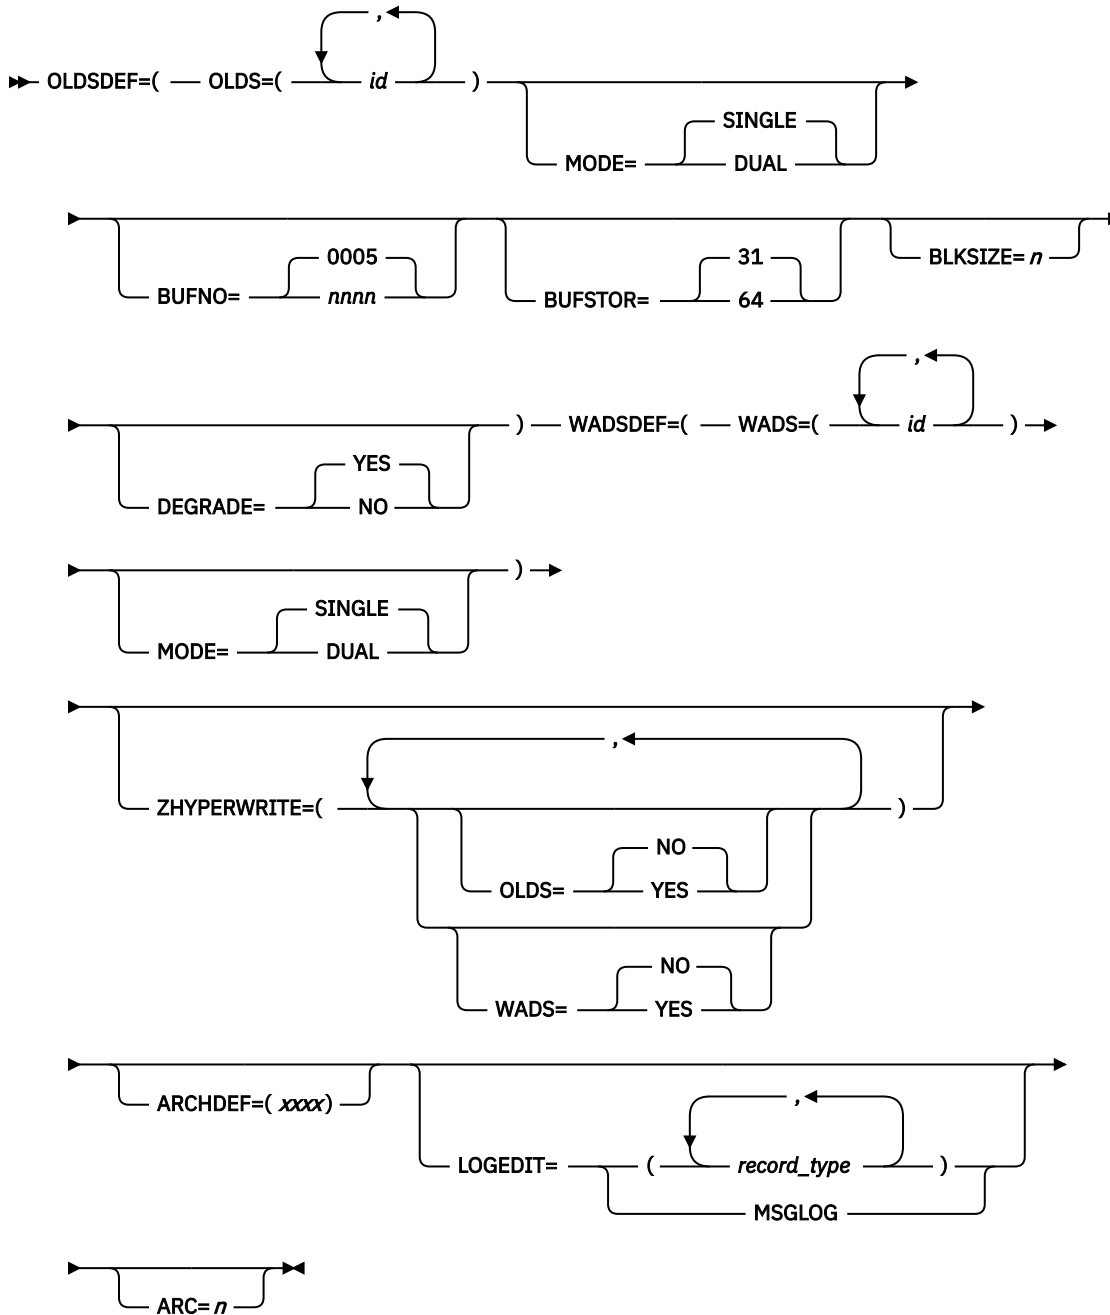 ,
OLDSDEF=( OLDS=( id )
SINGLE
MODE= DUAL
0005
BUFNO= nnnn
31
BUFSTOR= 64
BLKSIZE= n
,
) WADSDEF=( WADS=( id )
YES
DEGRADE= NO
)
SINGLE
MODE= DUAL
,
ZHYPERWRITE=( )
NO
OLDS= YES
NO
WADS= YES
ARCHDEF=( xxxx)
,
LOGEDIT= ( record_type )
MSGLOG
ARC= n